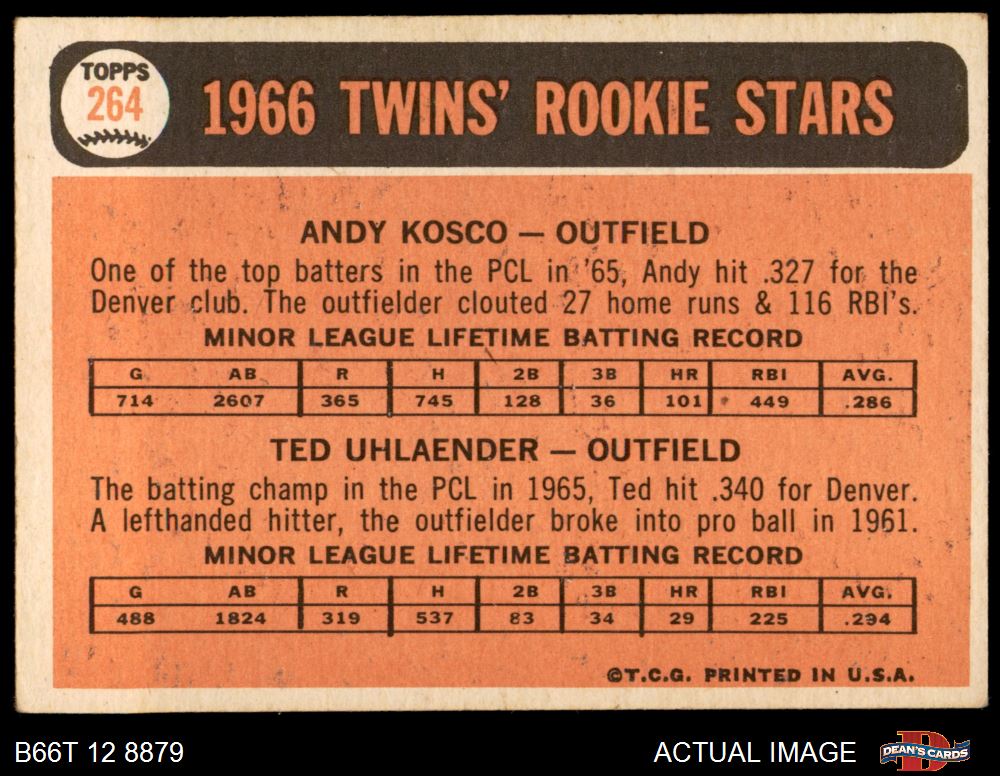 TOPPS
264
1966 TWINS' ROOKIE STARS
ANDY KOSCO — OUTFIELD
One of the top batters in the PCL in '65, Andy hit .327 for the
Denver club. The outfielder clouted 27 home runs & 116 RBI's.
MINOR LEAGUE LIFETIME BATTING RECORD
G AB R H 2B 3B HR RBI AVG.
714 2607 365 745 128 36 101 449 .286
TED UHLAENDER — OUTFIELD
The batting champ in the PCL in 1965, Ted hit .340 for Denver.
A lefthanded hitter, the outfielder broke into pro ball in 1961.
MINOR LEAGUE LIFETIME BATTING RECORD
G AB R H 2B 3B HR RBI AVG.
488 1824 319 537 83 34 29 225 .294
©T.C.G. PRINTED IN U.S.A.
B66T 12 8879
ACTUAL IMAGE
DEAN'S CARDS